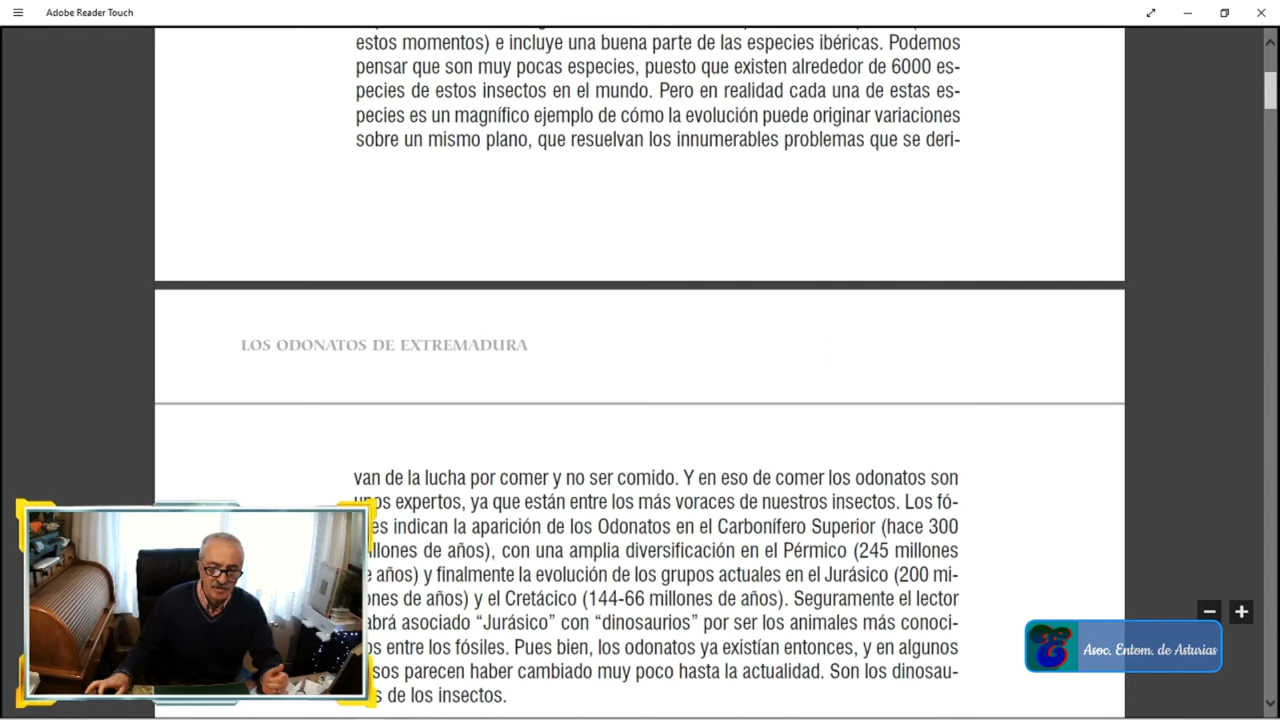 Adobe Reader Touch
estos momentos) e incluye una buena parte de las especies ibéricas. Podemos
pensar que son muy pocas especies, puesto que existen alrededor de 6000 es-
pecies de estos insectos en el mundo. Pero en realidad cada una de estas es-
pecies es un magnífico ejemplo de cómo la evolución puede originar variaciones
sobre un mismo plano, que resuelvan los innumerables problemas que se deri-
LOS ODONATOS DE EXTREMADURA
van de la lucha por comer y no ser comido. Y en eso de comer los odonatos son
expertos, ya que están entre los más voraces de nuestros insectos. Los fó-
indican la aparición de los Odonatos en el Carbonífero Superior (hace 300
de años), con una amplia diversificación en el Pérmico (245 millones
años) y finalmente la evolución de los grupos actuales en el Jurásico (200 mi-
de años) y el Cretácico (144-66 millones de años). Seguramente el lector
asociado “Jurásico” con “dinosaurios” por ser los animales más conoci-
entre los fósiles. Pues bien, los odonatos ya existían entonces, y en algunos
parecen haber cambiado muy poco hasta la actualidad. Son los dinosau-
de los insectos.
Asoc. Entom. de Asturias